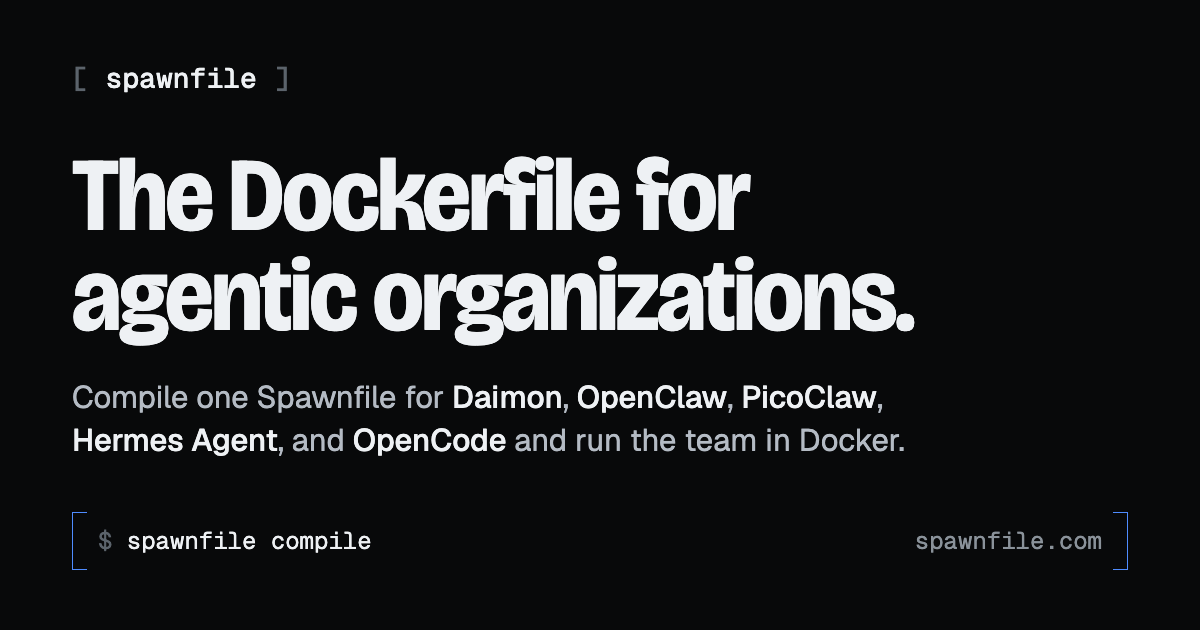 [ spawnfile ]
The Dockerfile for
agentic organizations.
Compile one Spawnfile for Daimon, OpenClaw, PicoClaw,
Hermes Agent, and OpenCode and run the team in Docker.
$ spawnfile compile
spawnfile.com